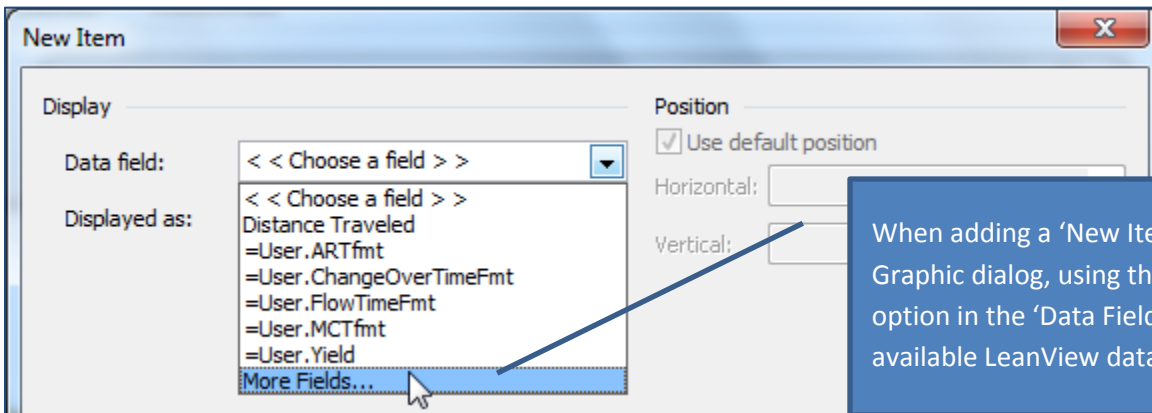 New Item
x
Display
Data field:
< < Choose a field > >
< < Choose a field > >
Distance Traveled
=User.ARTfmt
=User.ChangeOverTimeFmt
=User.FlowTimeFmt
=User.MCTfmt
=User.Yield
More Fields...
Displayed as:
Position
Use default position
Horizontal:
Vertical:
When adding a ‘New Ite
Graphic dialog, using th
option in the ‘Data Field
available LeanView data